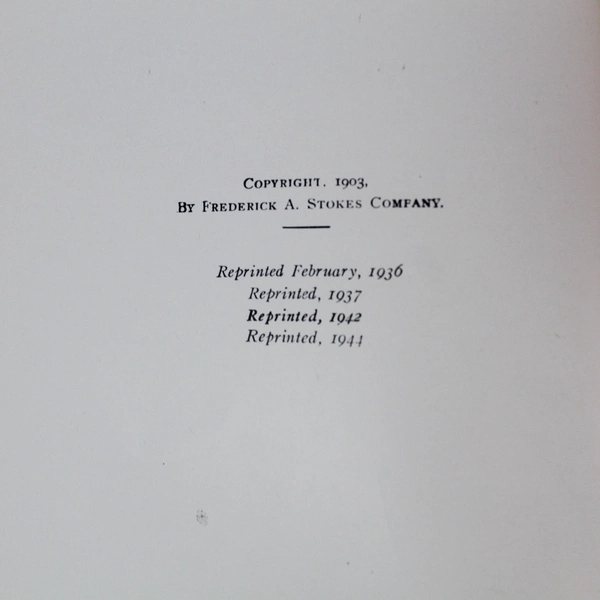 COPYRIGHT, 1903,
BY FREDERICK A. STOKES COMPANY.
Reprinted February, 1936
Reprinted, 1937
Reprinted, 1942
Reprinted, 1944